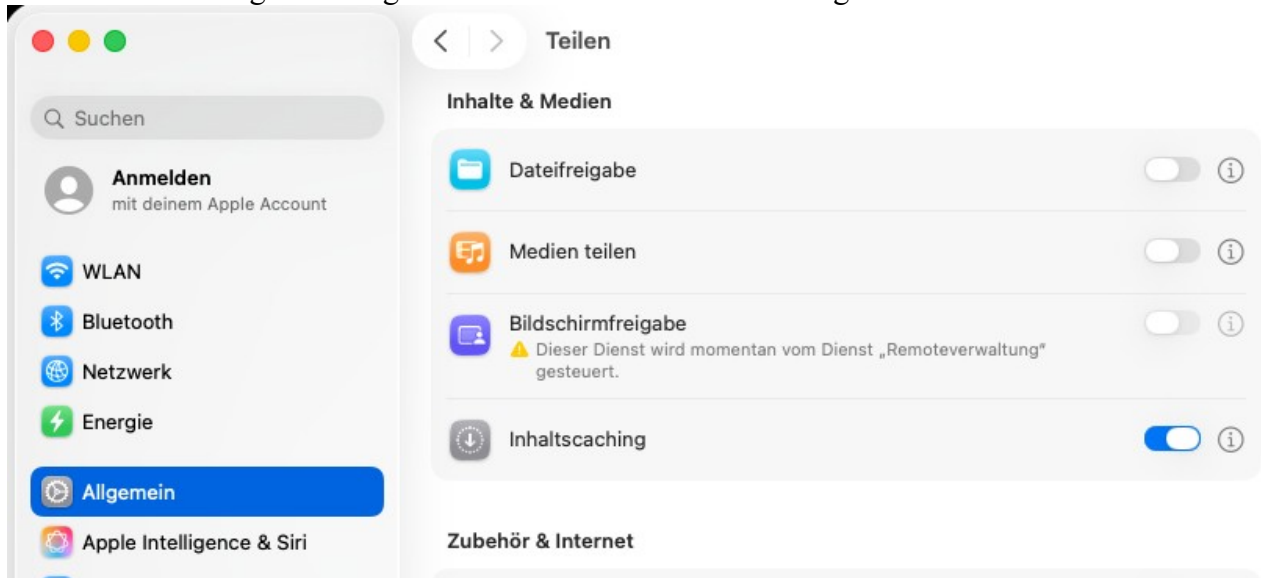 Teilen
Suchen
Anmelden
mit deinem Apple Account
WLAN
Bluetooth
Netzwerk
Energie
Allgemein
Apple Intelligence & Siri
Inhalte & Medien
Dateifreigabe
Medien teilen
Bildschirmfreigabe
Dieser Dienst wird momentan vom Dienst „Remoteverwaltung“
gesteuert.
Inhaltscaching
Zubehör & Internet